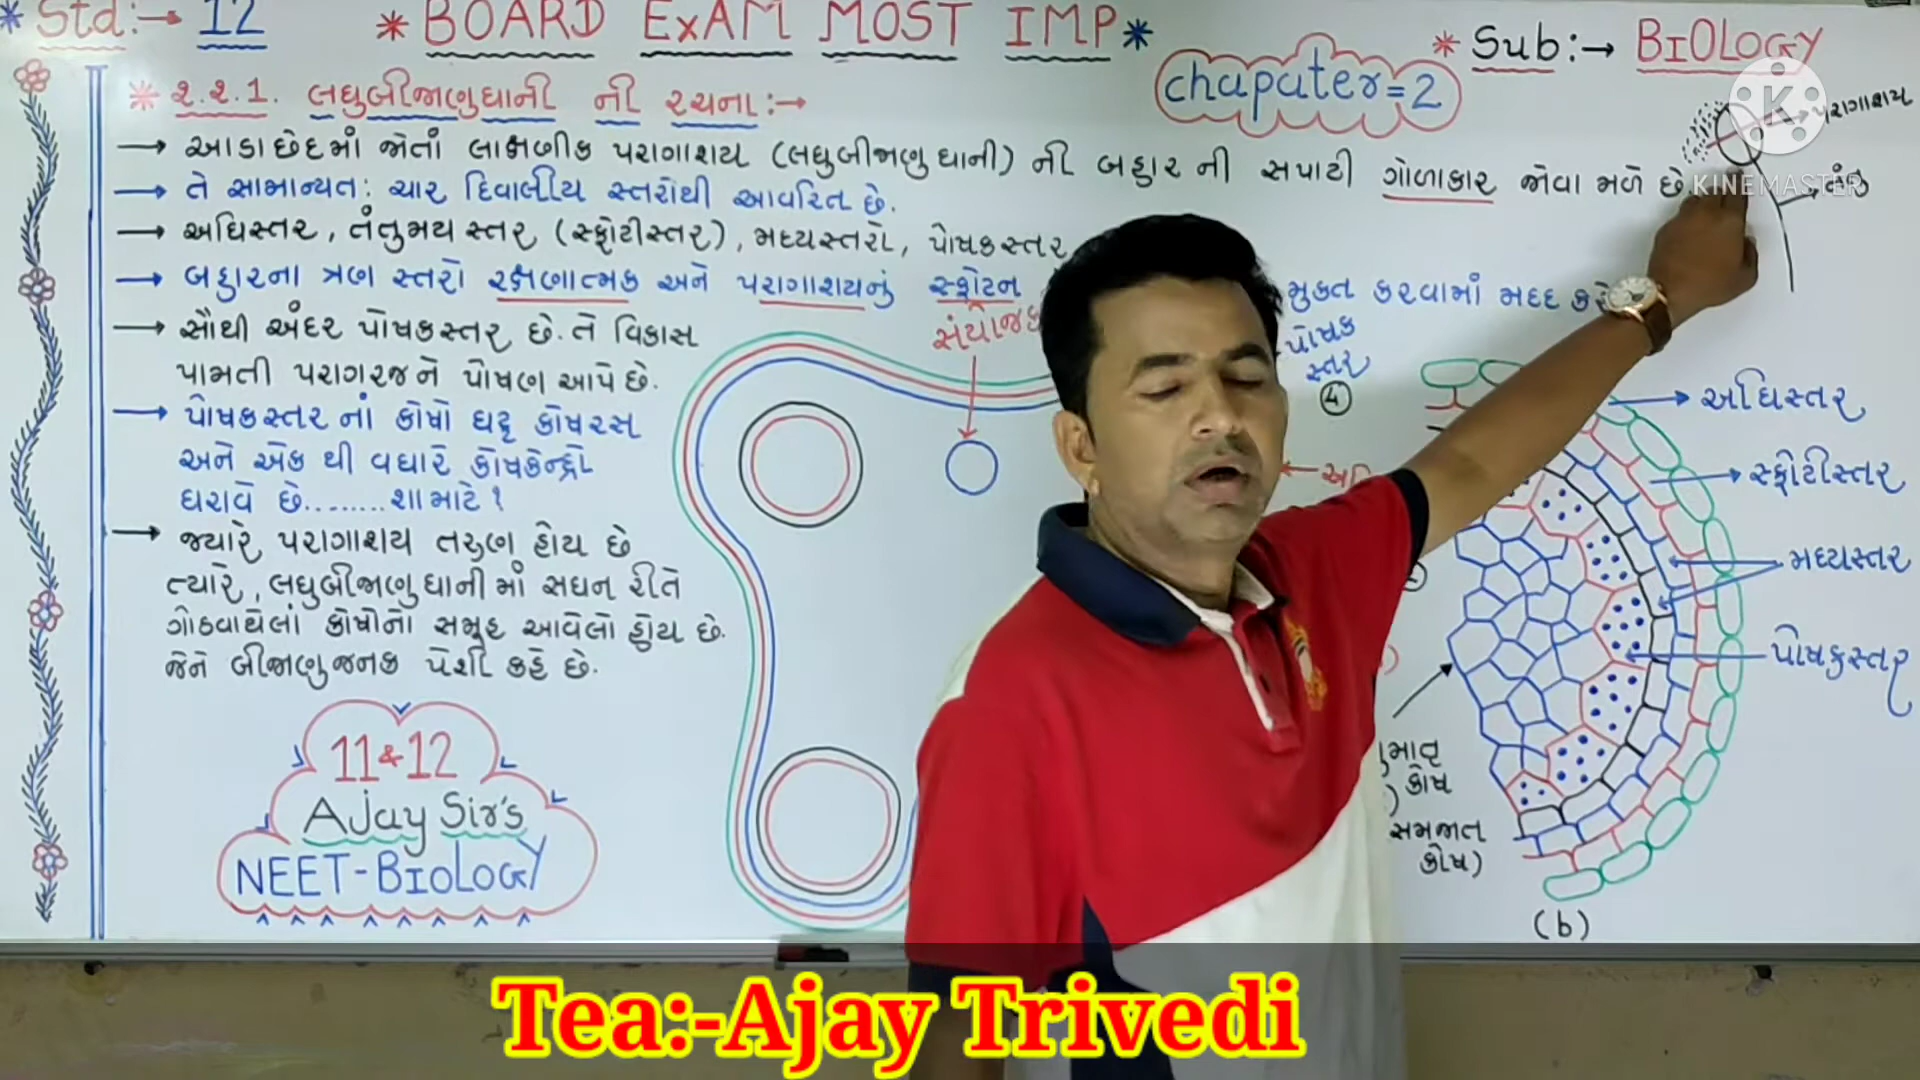 * Std:→ 12 * BOARD ExAM MOST IMP * * Sub:→ BIOLOGY
chapater=2
* ૨.૨.1. લઘુબીજાણુધાની ની રચના:→
→ આડાછેદમાં જોતાં લાક્ષણીક પરાગાશય (લઘુબીજાણુ ધાની) ની બહાર ની સપાટી ગોળાકાર જોવા મળે છે
→ તે સામાન્યત: ચાર દિવાલીય સ્તરોથી આવરિત છે.
→ અધિસ્તર, તંતુમય સ્તર (સ્ફોટીસ્તર), મધ્યસ્તરો, પોષકસ્તર
→ બહારના ત્રણ સ્તરો રક્ષણાત્મક અને પરાગાશયનું સ્ફોટન મુક્ત કરવામાં મદદ કરે
→ સૌથી અંદર પોષકસ્તર છે. તે વિકાસ
પામતી પરાગરજને પોષણ આપે છે.
→ પોષકસ્તર નાં કોષો ઘટ્ટ કોષરસ
અને એક થી વધારે કોષકેન્દ્રો
ધરાવે છે........શા માટે?
→ જ્યારે પરાગાશય તરુણ હોય છે
ત્યારે, લઘુબીજાણુ ધાની માં સઘન રીતે
ગોઠવાયેલાં કોષોનો સમૂહ આવેલો હોય છે.
જેને બીજાણુજનક પેશી કહે છે.
11 & 12
Ajay Sir's
NEET-BIOLOGY
સંયોજક
પોષક
સ્તર
4
પરાગાશય
KINEMASTER
અધિસ્તર
સ્ફોટીસ્તર
મધ્યસ્તર
પોષકસ્તર
કોષ
સમજાત
કોષ)
(b)
Tea:-Ajay Trivedi